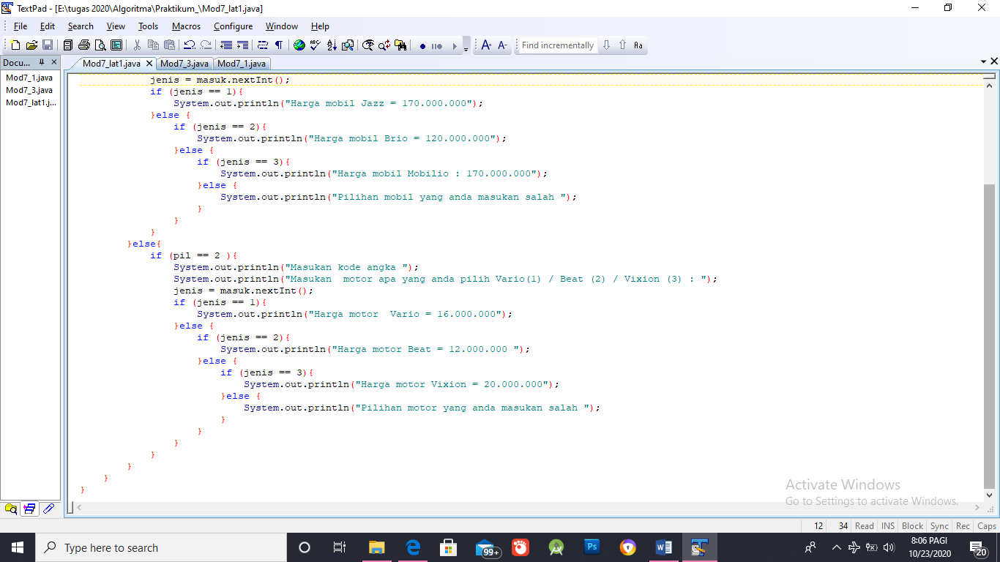 TextPad - [E:\tugas 2020\Algoritma\Praktikum_\Mod7_lat1.java]
File Edit Search View Tools Macros Configure Window Help
Find incrementally
Docu...
Mod7_lat1.java Mod7_3.java Mod7_1.java
Mod7_1.java
Mod7_3.java
Mod7_lat1.j...
jenis = masuk.nextInt();
if (jenis == 1){
System.out.println("Harga mobil Jazz = 170.000.000");
}else {
if (jenis == 2){
System.out.println("Harga mobil Brio = 120.000.000");
}else {
if (jenis == 3){
System.out.println("Harga mobil Mobilio : 170.000.000");
}else {
System.out.println("Pilihan mobil yang anda masukan salah ");
}
}
}
}else{
if (pil == 2 ){
System.out.println("Masukan kode angka ");
System.out.println("Masukan  motor apa yang anda pilih Vario(1) / Beat (2) / Vixion (3) : ");
jenis = masuk.nextInt();
if (jenis == 1){
System.out.println("Harga motor  Vario = 16.000.000");
}else {
if (jenis == 2){
System.out.println("Harga motor Beat = 12.000.000 ");
}else {
if (jenis == 3){
System.out.println("Harga motor Vixion = 20.000.000");
}else {
System.out.println("Pilihan motor yang anda masukan salah ");
}
}
}
}
}
}
}
Activate Windows
Go to Settings to activate Windows.
12 34 Read INS Block Sync Rec Caps
Type here to search
99+
Ps
8:06 PAGI
10/23/2020
20